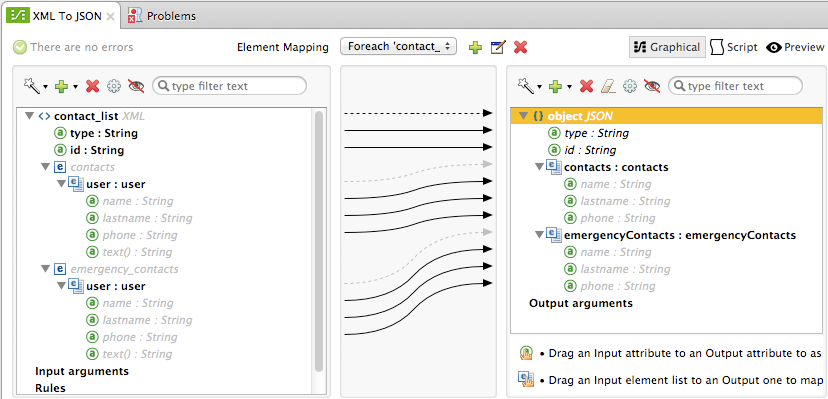 XML To JSON
Problems
There are no errors
Element Mapping
Foreach 'contact_
Graphical
Script
Preview
type filter text
type filter text
contact_list XML
type : String
id : String
contacts
user : user
name : String
lastname : String
phone : String
text() : String
emergency_contacts
user : user
name : String
lastname : String
phone : String
text() : String
Input arguments
Rules
object JSON
type : String
id : String
contacts : contacts
name : String
lastname : String
phone : String
emergencyContacts : emergencyContacts
name : String
lastname : String
phone : String
Output arguments
• Drag an Input attribute to an Output attribute to as
• Drag an Input element list to an Output one to map